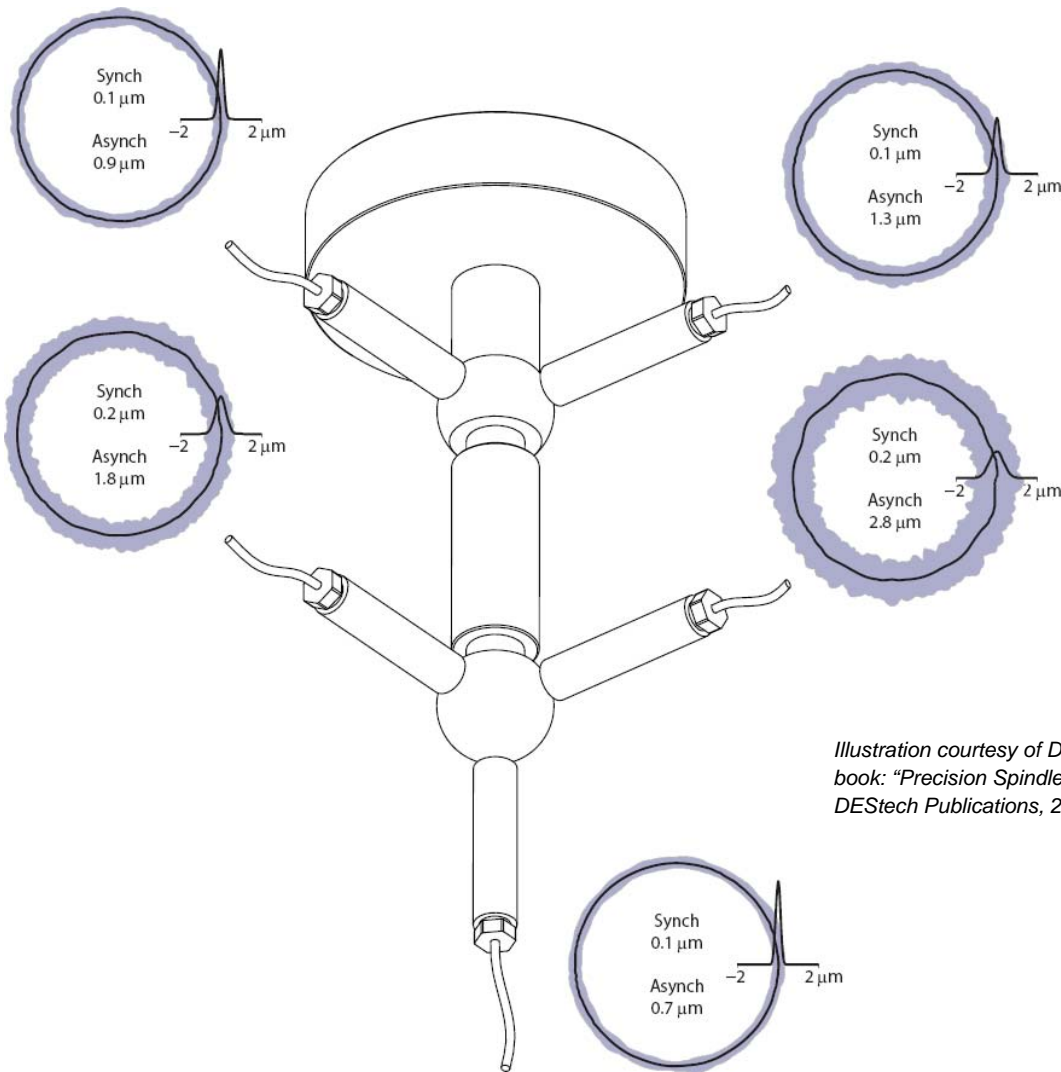 Synch
0.1 μm
Asynch
0.9 μm
−2 2 μm
Synch
0.1 μm
Asynch
1.3 μm
−2 2 μm
Synch
0.2 μm
Asynch
1.8 μm
−2 2 μm
Synch
0.2 μm
Asynch
2.8 μm
−2 2 μm
Illustration courtesy of D
book: “Precision Spindle
DEStech Publications, 2
Synch
0.1 μm
Asynch
0.7 μm
−2 2 μm